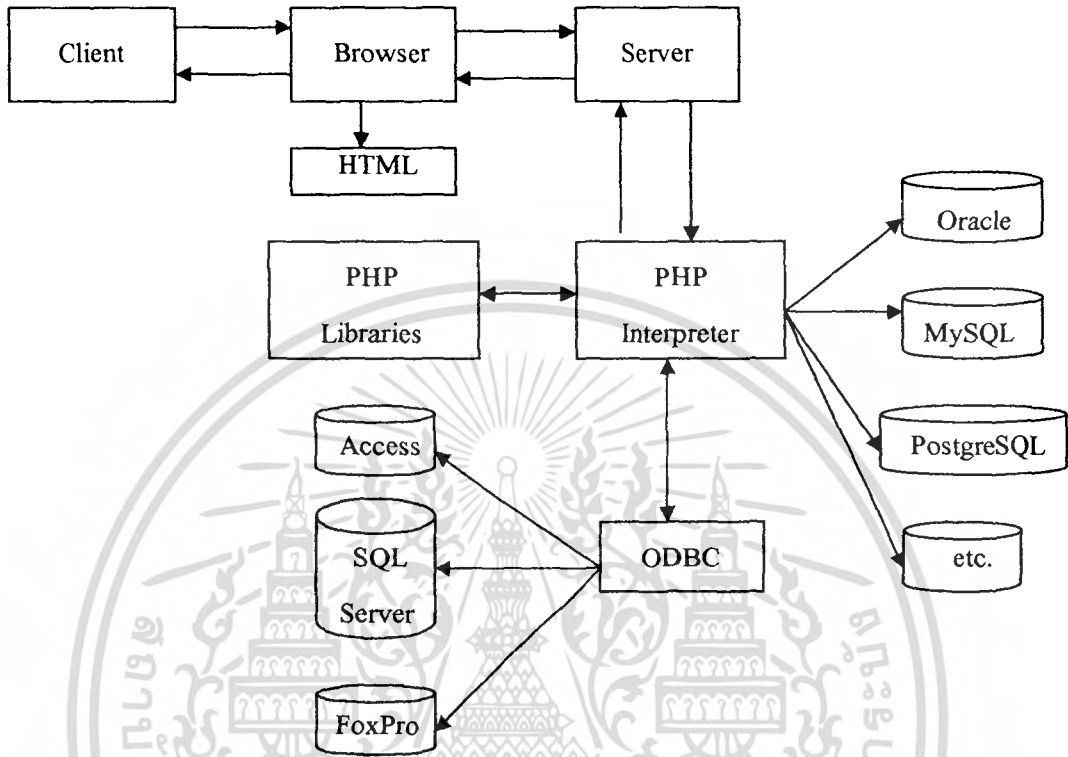 Client
Browser
Server
HTML
PHP
Libraries
PHP
Interpreter
Oracle
MySQL
PostgreSQL
etc.
Access
SQL
Server
FoxPro
ODBC